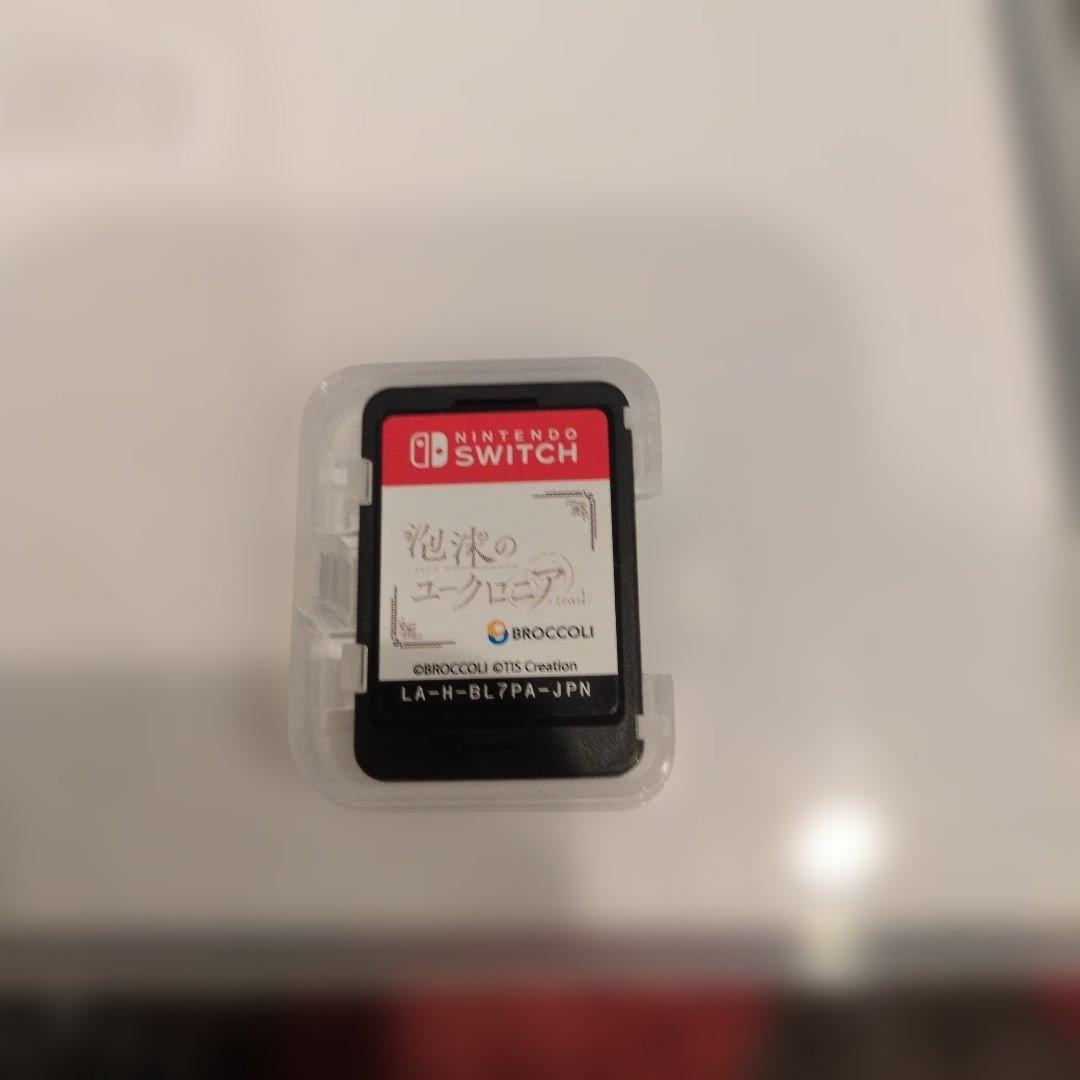 NINTENDO
SWITCH
泡沫の
ユークロニア
BROCCOLI
©BROCCOLI ©TIS Creation
LA-H-BL7PA-JPN